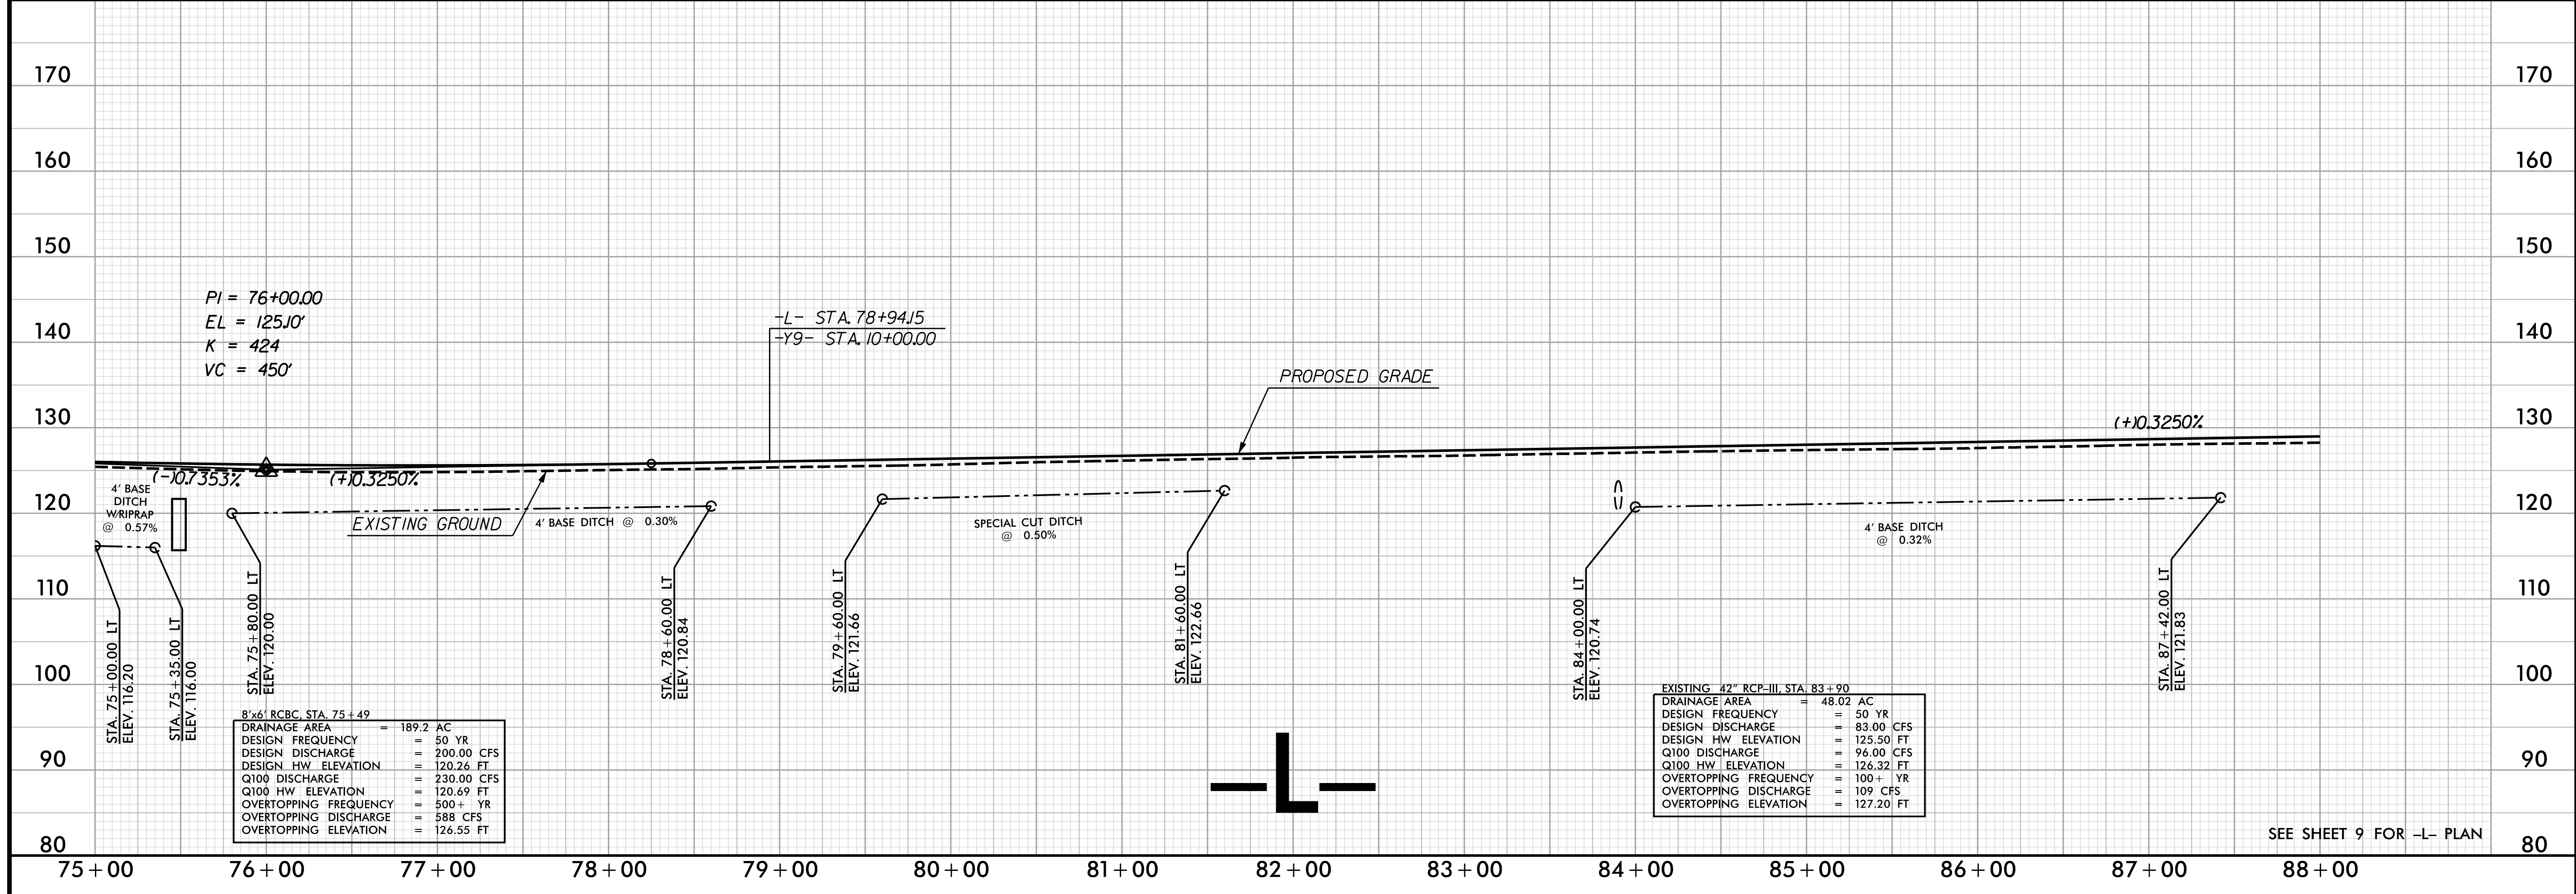 170
170
160
160
150
150
PI = 76+00.00
EL = 125.10'
K = 424
VC = 450'
-L- STA. 78+94.15
-Y9- STA. 10+00.00
140
140
PROPOSED GRADE
130
130
(+)0.3250%
(-)0.7353%
(+)0.3250%
4' BASE
DITCH
W/RIPRAP
@ 0.57%
120
120
EXISTING GROUND
4' BASE DITCH @ 0.30%
SPECIAL CUT DITCH
@ 0.50%
4' BASE DITCH
@ 0.32%
110
110
STA. 75+00.00 LT
ELEV. 116.20
STA. 75+35.00 LT
ELEV. 116.00
STA. 75+80.00 LT
ELEV. 120.00
STA. 78+60.00 LT
ELEV. 120.84
STA. 79+60.00 LT
ELEV. 121.66
STA. 81+60.00 LT
ELEV. 122.66
STA. 84+00.00 LT
ELEV. 120.74
STA. 87+42.00 LT
ELEV. 121.83
100
100
8'x6' RCBC, STA. 75+49
DRAINAGE AREA = 189.2 AC
DESIGN FREQUENCY = 50 YR
DESIGN DISCHARGE = 200.00 CFS
DESIGN HW ELEVATION = 120.26 FT
Q100 DISCHARGE = 230.00 CFS
Q100 HW ELEVATION = 120.69 FT
OVERTOPPING FREQUENCY = 500+ YR
OVERTOPPING DISCHARGE = 588 CFS
OVERTOPPING ELEVATION = 126.55 FT
EXISTING 42" RCP-III, STA. 83+90
DRAINAGE AREA = 48.02 AC
DESIGN FREQUENCY = 50 YR
DESIGN DISCHARGE = 83.00 CFS
DESIGN HW ELEVATION = 125.50 FT
Q100 DISCHARGE = 96.00 CFS
Q100 HW ELEVATION = 126.32 FT
OVERTOPPING FREQUENCY = 100+ YR
OVERTOPPING DISCHARGE = 109 CFS
OVERTOPPING ELEVATION = 127.20 FT
90
90
-L-
SEE SHEET 9 FOR -L- PLAN
80
80
75+00 76+00 77+00 78+00 79+00 80+00 81+00 82+00 83+00 84+00 85+00 86+00 87+00 88+00